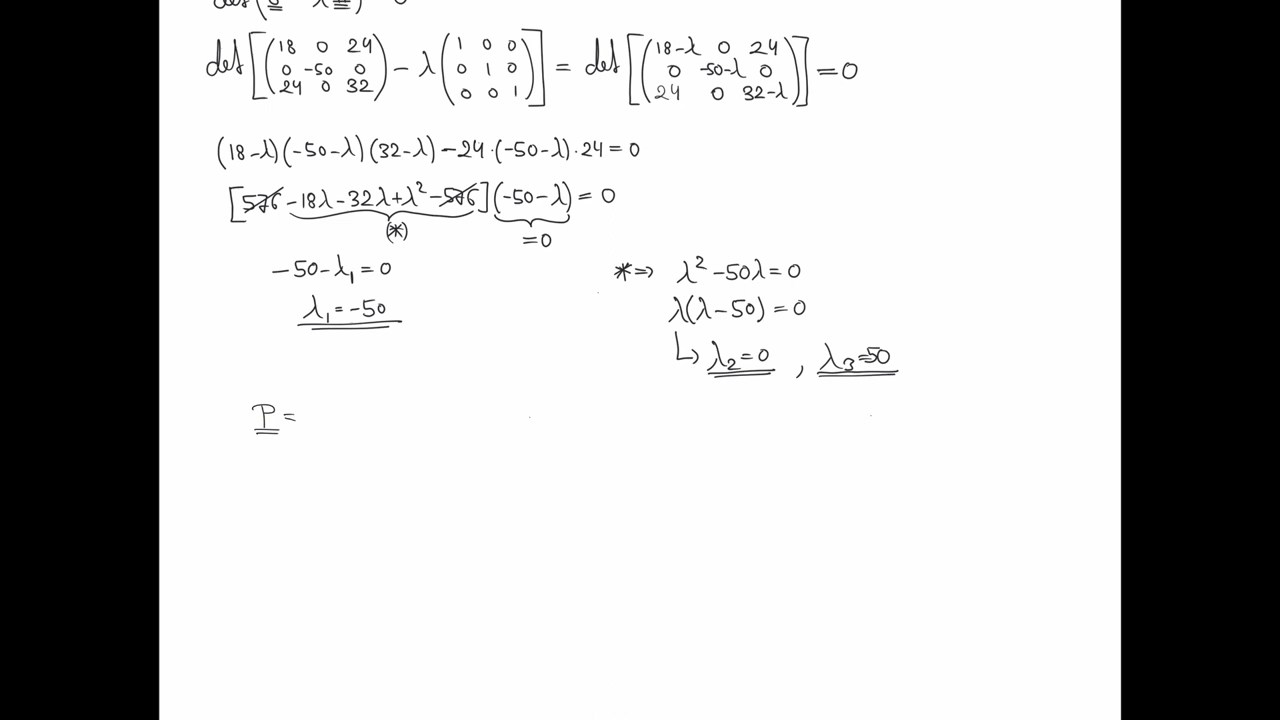 det[(18 0 24
0 -50 0
24 0 32) - λ(1 0 0
0 1 0
0 0 1)] = det[(18-λ 0 24
0 -50-λ 0
24 0 32-λ)] = 0
(18-λ)(-50-λ)(32-λ) - 24·(-50-λ)·24 = 0
[576 - 18λ - 32λ + λ² - 576](-50-λ) = 0
(*) = 0
-50-λ₁ = 0
λ₁ = -50
* ⇒ λ² - 50λ = 0
λ(λ - 50) = 0
↳ λ₂ = 0 , λ₃ = 50
P =